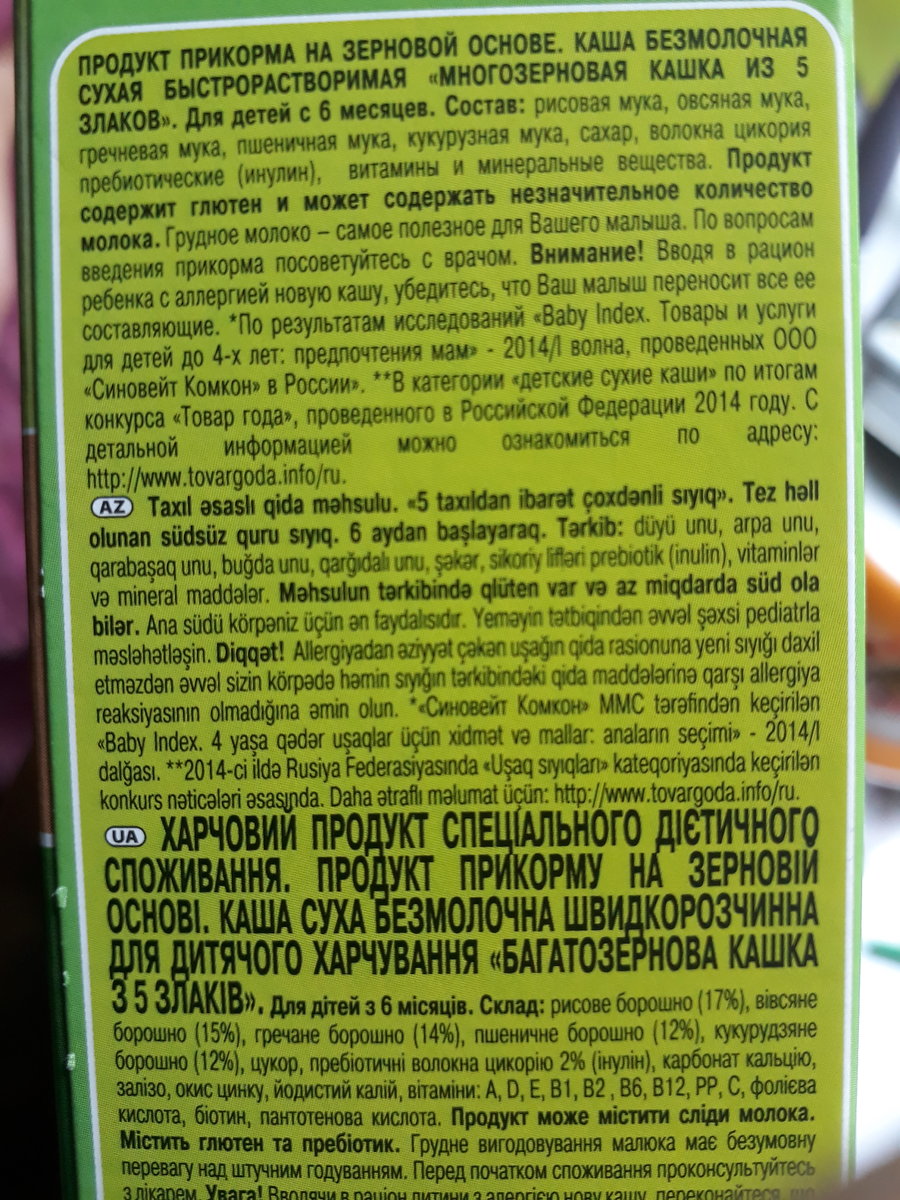 ПРОДУКТ ПРИКОРМА НА ЗЕРНОВОЙ ОСНОВЕ. КАША БЕЗМОЛОЧНАЯ
СУХАЯ БЫСТРОРАСТВОРИМАЯ «МНОГОЗЕРНОВАЯ КАШКА ИЗ 5
ЗЛАКОВ». Для детей с 6 месяцев. Состав: рисовая мука, овсяная мука,
гречневая мука, пшеничная мука, кукурузная мука, сахар, волокна цикория
пребиотические (инулин), витамины и минеральные вещества. Продукт
содержит глютен и может содержать незначительное количество
молока. Грудное молоко – самое полезное для Вашего малыша. По вопросам
введения прикорма посоветуйтесь с врачом. Внимание! Вводя в рацион
ребенка с аллергией новую кашу, убедитесь, что Ваш малыш переносит все ее
составляющие. *По результатам исследований «Baby Index. Товары и услуги
для детей до 4-х лет: предпочтения мам» - 2014/I волна, проведенных ООО
«Синовейт Комкон» в России». **В категории «детские сухие каши» по итогам
конкурса «Товар года», проведенного в Российской Федерации 2014 году. С
детальной информацией можно ознакомиться по адресу:
http://www.tovargoda.info/ru.
AZ Taxıl əsaslı qida məhsulu. «5 taxıldan ibarət çoxdənli sıyıq». Tez həll
olunan südsüz quru sıyıq. 6 aydan başlayaraq. Tərkib: düyü unu, arpa unu,
qarabaşaq unu, buğda unu, qarğıdalı unu, şəkər, sikoriy lifləri prebiotik (inulin), vitaminlər
və mineral maddələr. Məhsulun tərkibində qlüten var və az miqdarda süd ola
bilər. Ana südü körpəniz üçün ən faydalısıdır. Yeməyin tətbiqindən əvvəl şəxsi pediatrla
məsləhətləşin. Diqqət! Allergiyadan əziyyət çəkən uşağın qida rasionuna yeni sıyığı daxil
etməzdən əvvəl sizin körpədə həmin sıyığın tərkibindəki qida maddələrinə qarşı allergiya
reaksiyasının olmadığına əmin olun. *«Синовейт Комкон» MMC tərəfindən keçirilən
«Baby Index. 4 yaşa qədər uşaqlar üçün xidmət və mallar: anaların seçimi» - 2014/I
dalğası. **2014-ci ildə Rusiya Federasiyasında «Uşaq sıyıqları» kateqoriyasında keçirilən
konkurs nəticələri əsasında. Daha ətraflı məlumat üçün: http://www.tovargoda.info/ru.
UA ХАРЧОВИЙ ПРОДУКТ СПЕЦІАЛЬНОГО ДІЄТИЧНОГО
СПОЖИВАННЯ. ПРОДУКТ ПРИКОРМУ НА ЗЕРНОВІЙ
ОСНОВІ. КАША СУХА БЕЗМОЛОЧНА ШВИДКОРОЗЧИННА
ДЛЯ ДИТЯЧОГО ХАРЧУВАННЯ «БАГАТОЗЕРНОВА КАШКА
З 5 ЗЛАКІВ». Для дітей з 6 місяців. Склад: рисове борошно (17%), вівсяне
борошно (15%), гречане борошно (14%), пшеничне борошно (12%), кукурудзяне
борошно (12%), цукор, пребіотичні волокна цикорію 2% (інулін), карбонат кальцію,
залізо, окис цинку, йодистий калій, вітаміни: A, D, E, B1, B2 , B6, B12, PP, C, фолієва
кислота, біотин, пантотенова кислота. Продукт може містити сліди молока.
Містить глютен та пребіотик. Грудне вигодовування малюка має безумовну
перевагу над штучним годуванням. Перед початком споживання проконсультуйтесь
з лікарем. Увага! Вводячи в раціон дитини з алергією нову кашу, переконайтеся, що